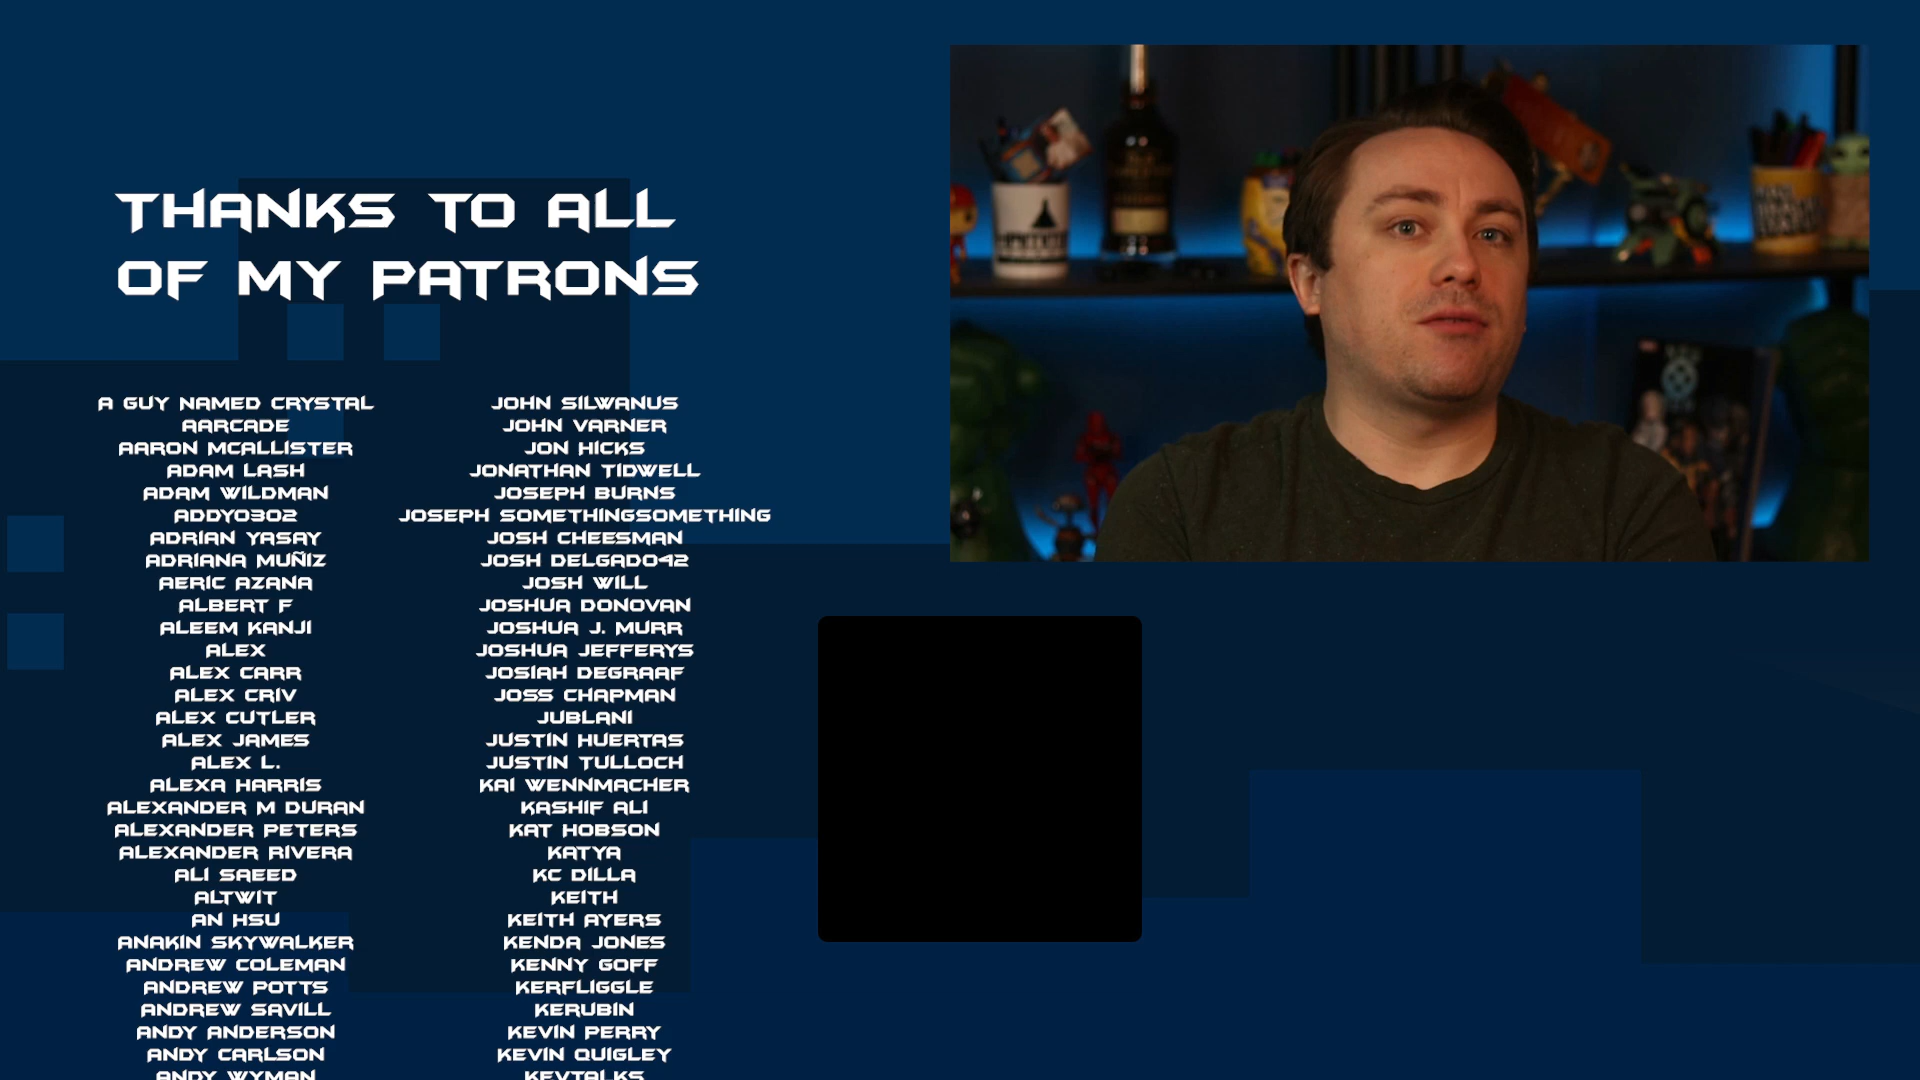 THANKS TO ALL
OF MY PATRONS
A GUY NAMED CRYSTAL
AARCADE
AARON MCALLISTER
ADAM LASH
ADAM WILDMAN
ADDY0302
ADRIAN YASAY
ADRIANA MUÑIZ
AERIC AZANA
ALBERT F
ALEEM KANJI
ALEX
ALEX CARR
ALEX CRIV
ALEX CUTLER
ALEX JAMES
ALEX L.
ALEXA HARRIS
ALEXANDER M DURAN
ALEXANDER PETERS
ALEXANDER RIVERA
ALI SAEED
ALTWIT
AN HSU
ANAKIN SKYWALKER
ANDREW COLEMAN
ANDREW POTTS
ANDREW SAVILL
ANDY ANDERSON
ANDY CARLSON
ANDY WYMAN
JOHN SILWANUS
JOHN VARNER
JON HICKS
JONATHAN TIDWELL
JOSEPH BURNS
JOSEPH SOMETHINGSOMETHING
JOSH CHEESMAN
JOSH DELGADO42
JOSH WILL
JOSHUA DONOVAN
JOSHUA J. MURR
JOSHUA JEFFERYS
JOSIAH DEGRAAF
JOSS CHAPMAN
JUBLANI
JUSTIN HUERTAS
JUSTIN TULLOCH
KAI WENNMACHER
KASHIF ALI
KAT HOBSON
KATYA
KC DILLA
KEITH
KEITH AYERS
KENDA JONES
KENNY GOFF
KERFLIGGLE
KERUBIN
KEVIN PERRY
KEVIN QUIGLEY
KEVTALKS